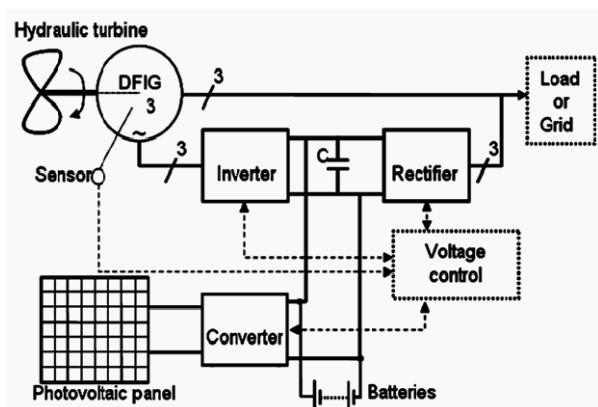 Hydraulic turbine
DFIG
3
~
3
Load
or
Grid
Sensor
3
Inverter
C
Rectifier
3
Voltage
control
Converter
Photovoltaic panel
Batteries